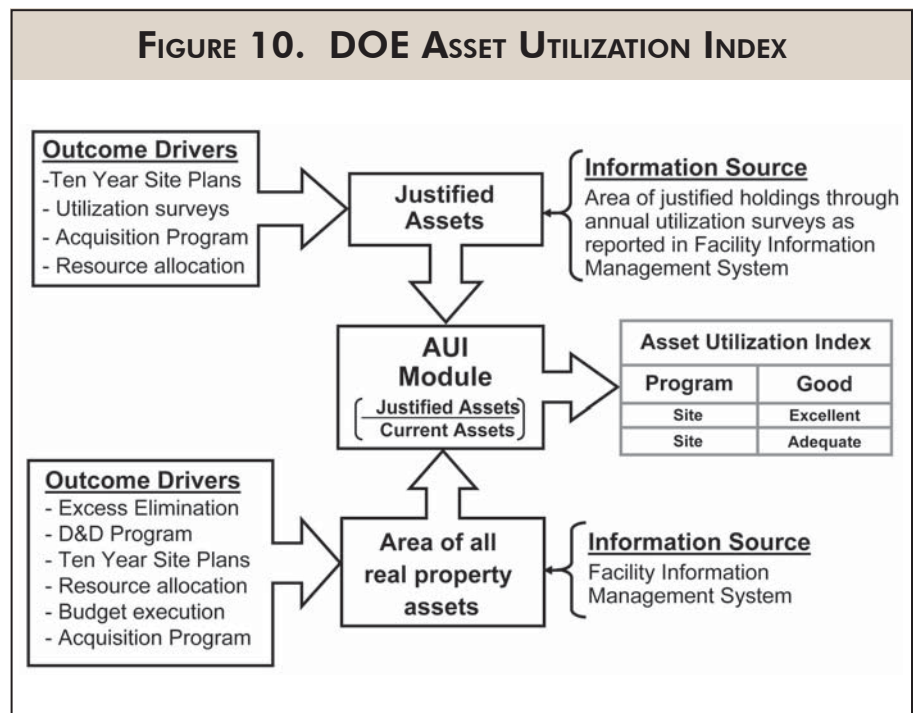 FIGURE 10. DOE ASSET UTILIZATION INDEX
Outcome Drivers
-Ten Year Site Plans
- Utilization surveys
- Acquisition Program
- Resource allocation
Justified
Assets
Information Source
Area of justified holdings through
annual utilization surveys as
reported in Facility Information
Management System
AUI
Module
Justified Assets
Current Assets
Asset Utilization Index
Program Good
Site Excellent
Site Adequate
Outcome Drivers
- Excess Elimination
- D&D Program
- Ten Year Site Plans
- Resource allocation
- Budget execution
- Acquisition Program
Area of all
real property
assets
Information Source
Facility Information
Management System